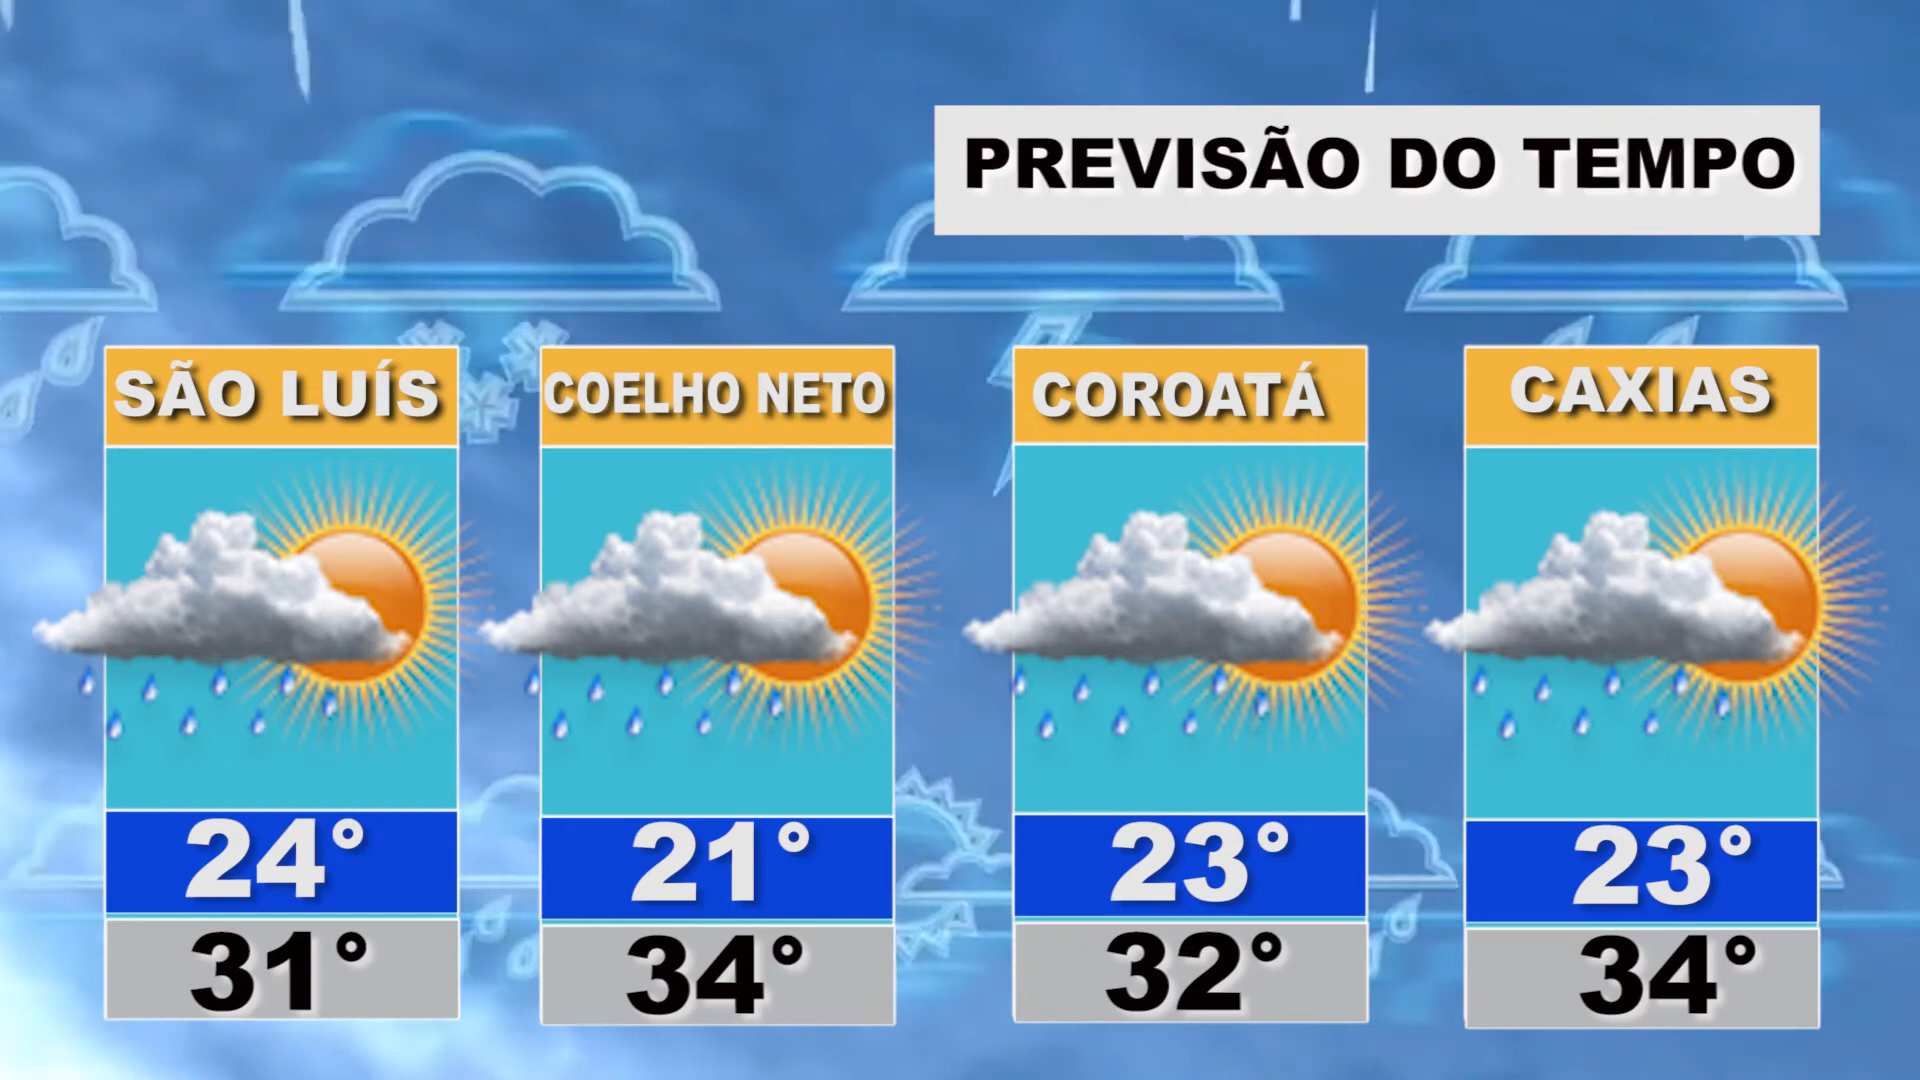 PREVISÃO DO TEMPO
SÃO LUÍS
24°
31°
COELHO NETO
21°
34°
COROATÁ
23°
32°
CAXIAS
23°
34°